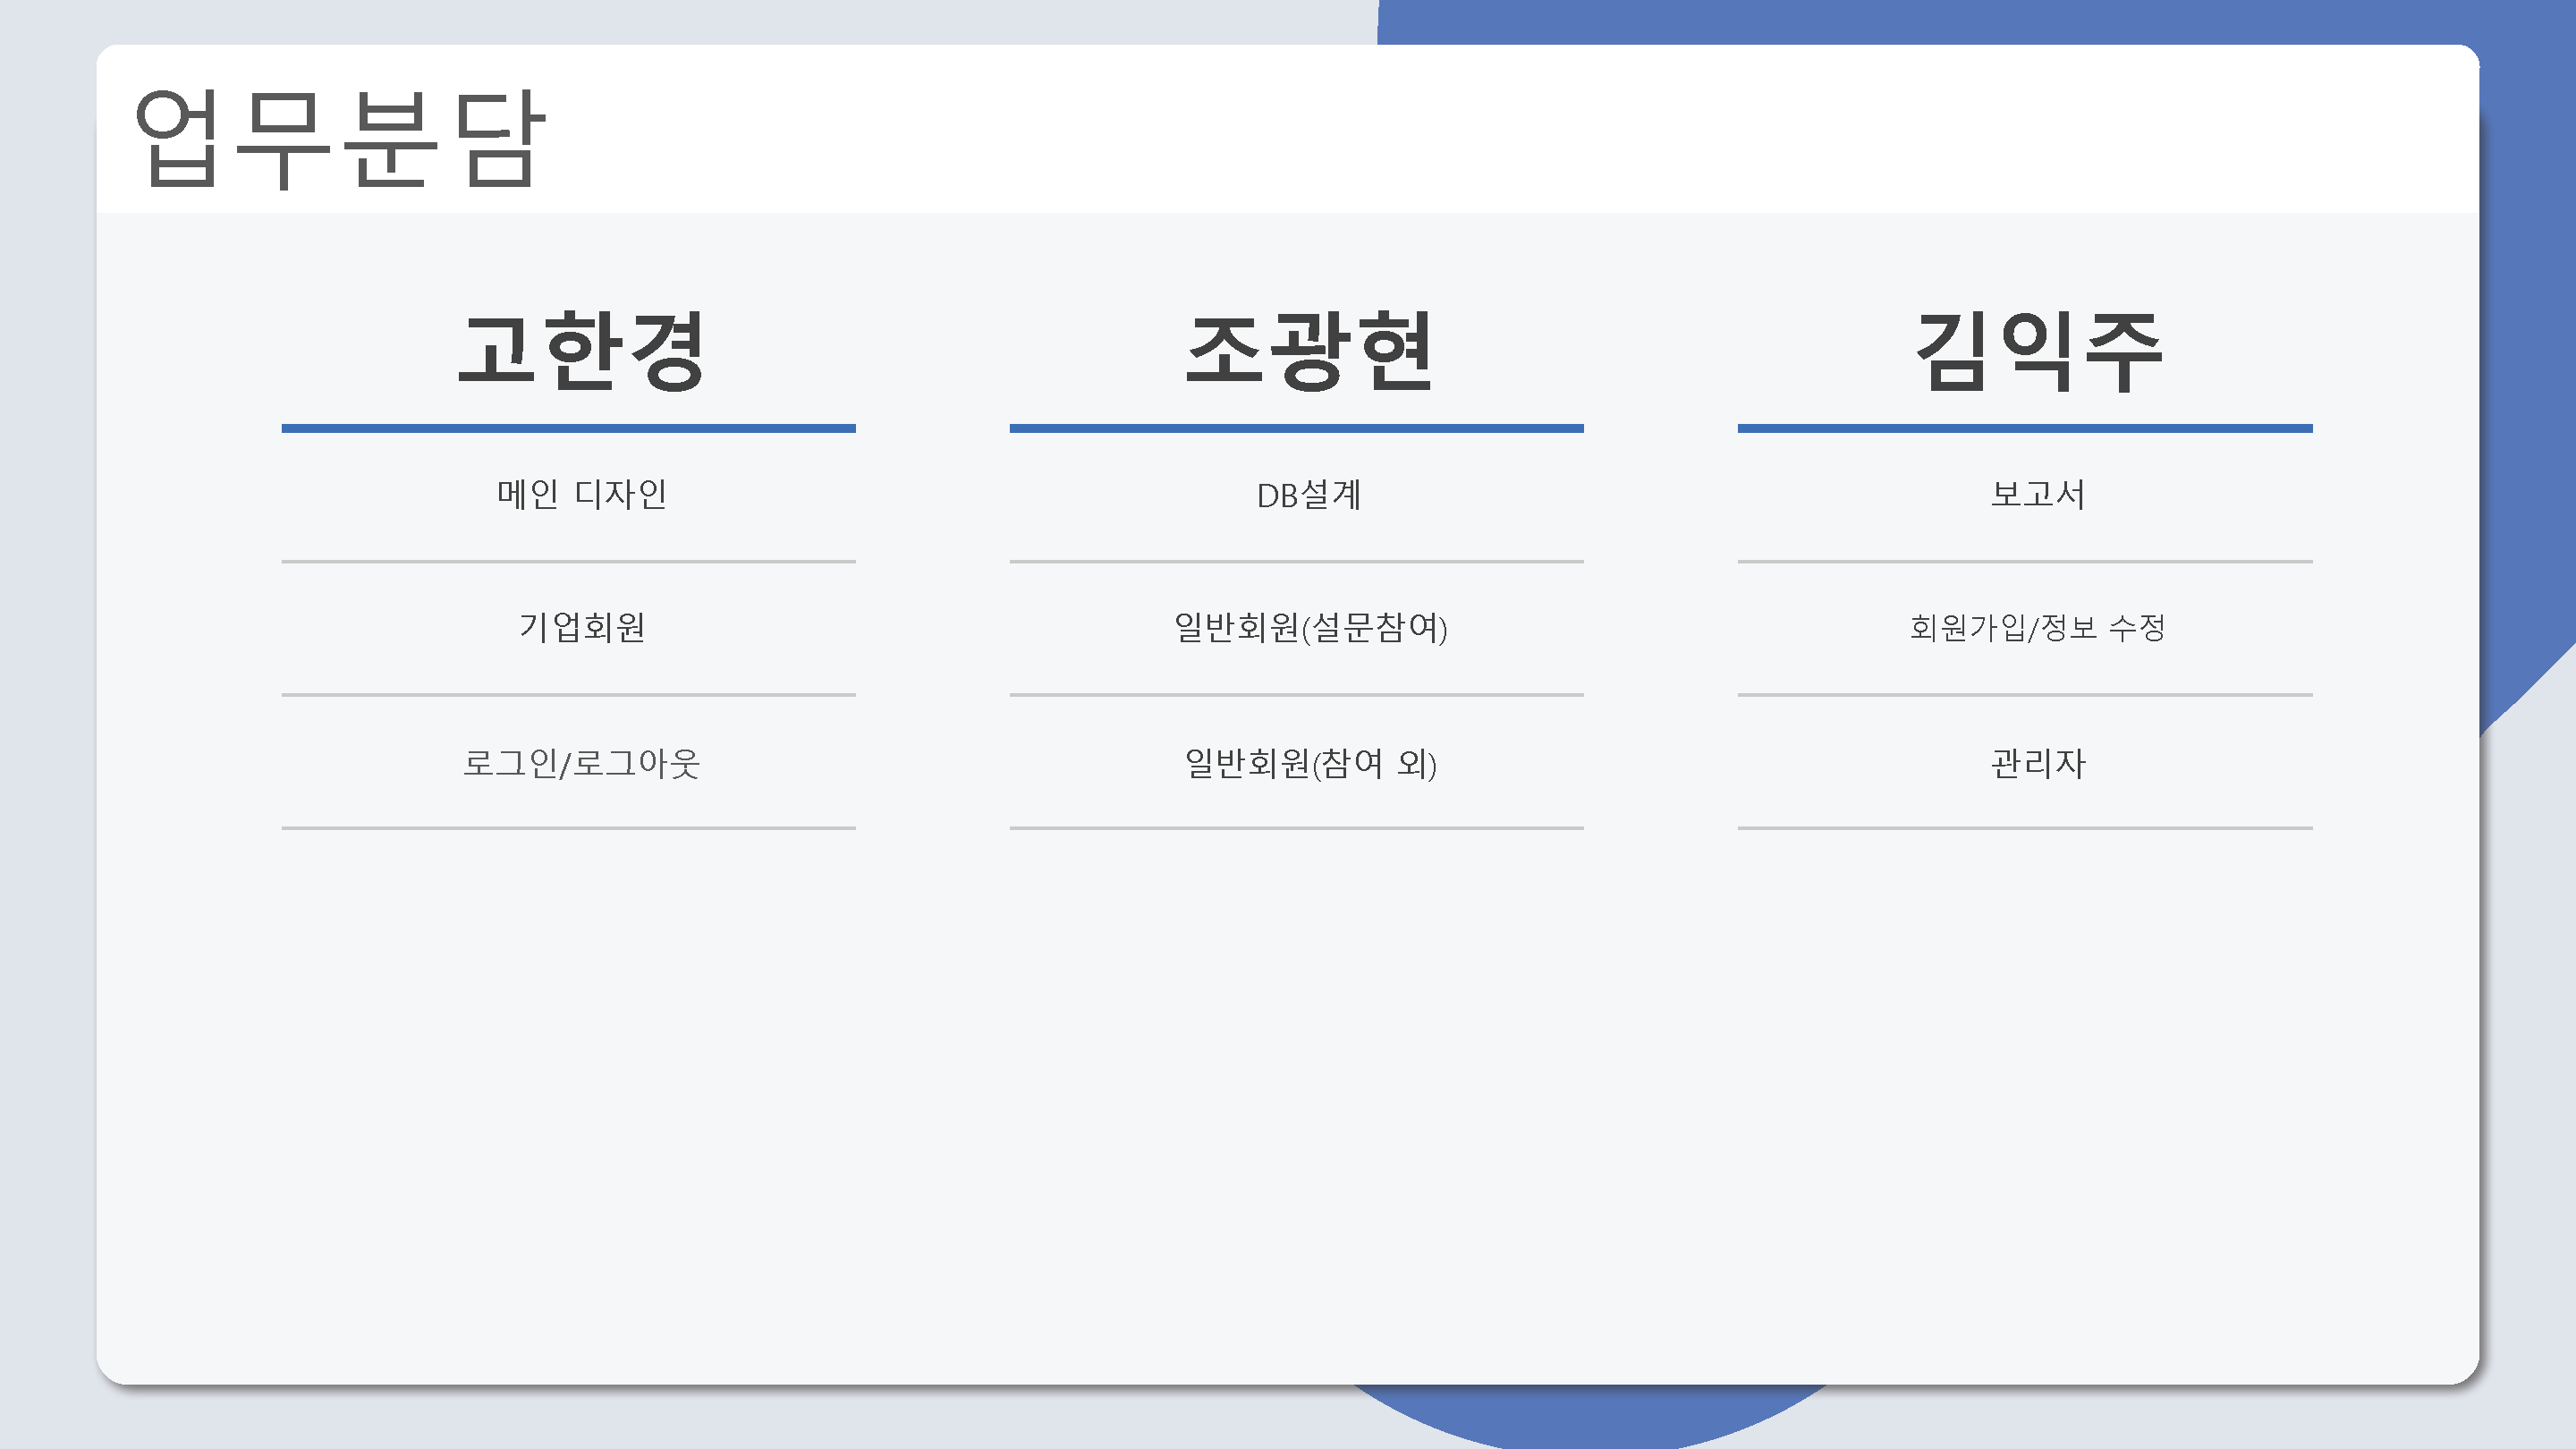 업무분담
고한경
조광현
김익주
메인 디자인
DB설계
보고서
기업회원
일반회원(설문참여)
회원가입/정보 수정
로그인/로그아웃
일반회원(참여 외)
관리자